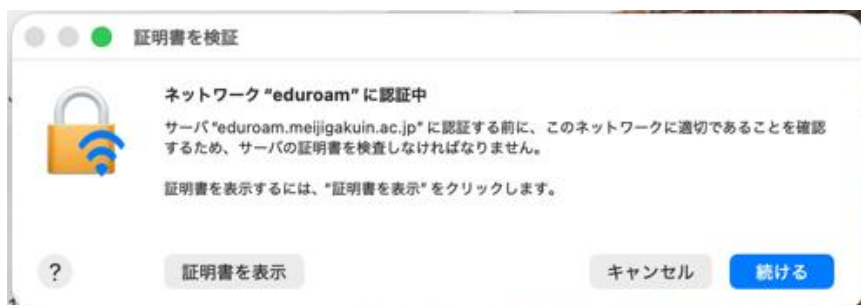 証明書を検証
ネットワーク“eduroam”に認証中
サーバ“eduroam.meijigakuin.ac.jp”に認証する前に、このネットワークに適切であることを確認
するため、サーバの証明書を検査しなければなりません。
証明書を表示するには、“証明書を表示”をクリックします。
?
証明書を表示
キャンセル
続ける